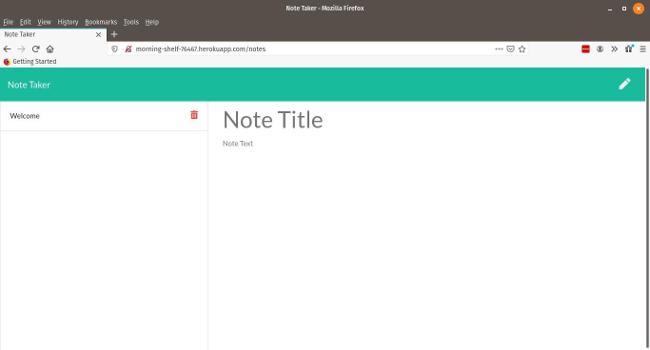 Note Taker - Mozilla Firefox
File Edit View History Bookmarks Tools Help
Note Taker
morning-shelf-76467.herokuapp.com/notes
Getting Started
Note Taker
Welcome
Note Title
Note Text